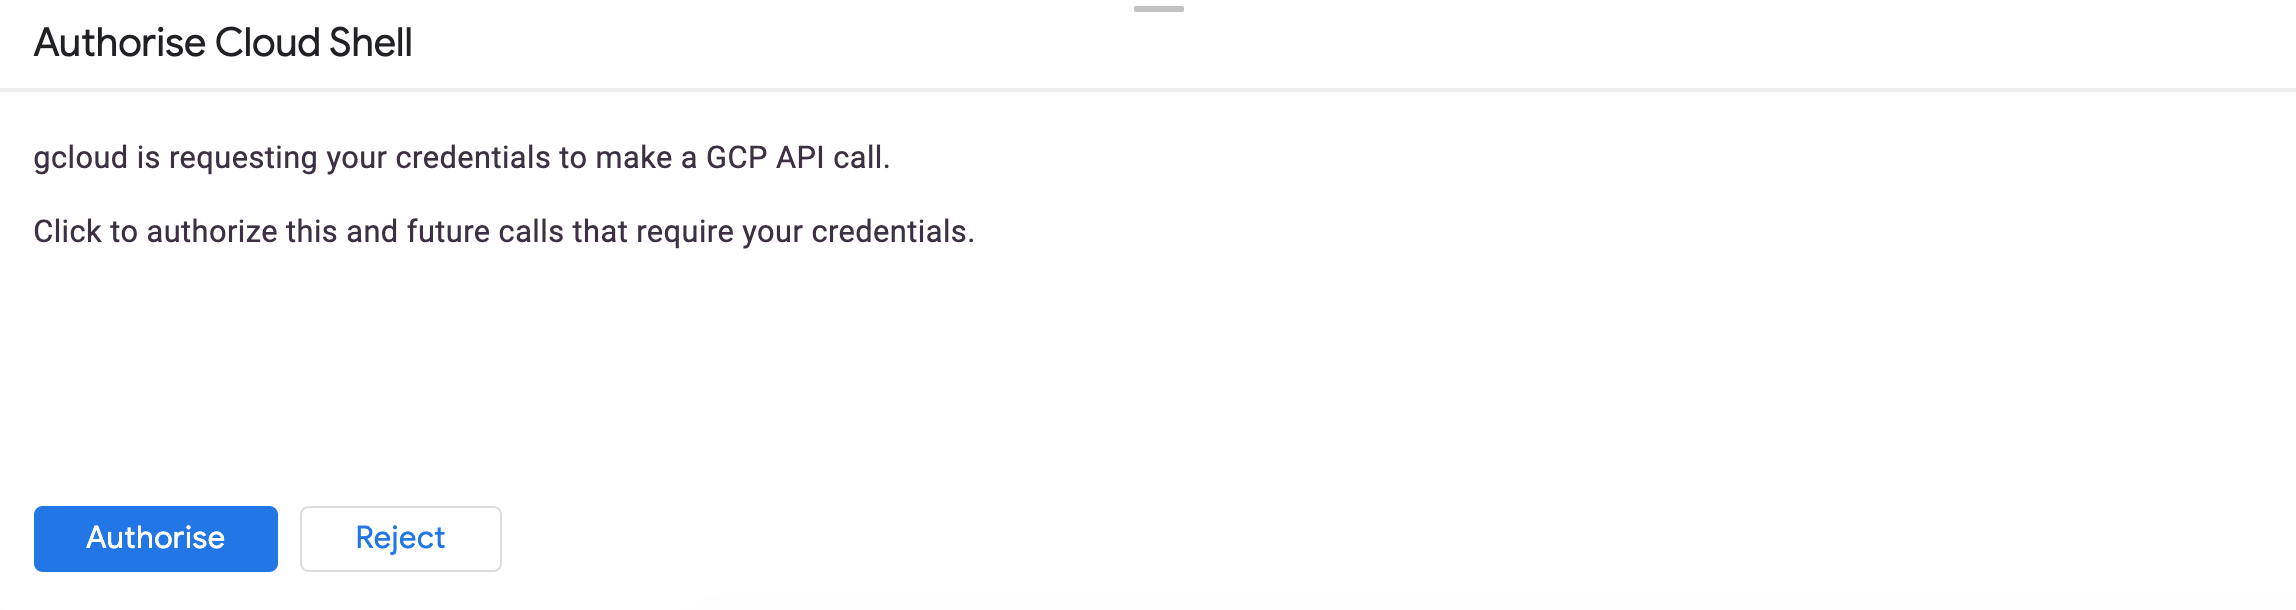 Authorise Cloud Shell
gcloud is requesting your credentials to make a GCP API call.
Click to authorize this and future calls that require your credentials.
Authorise
Reject